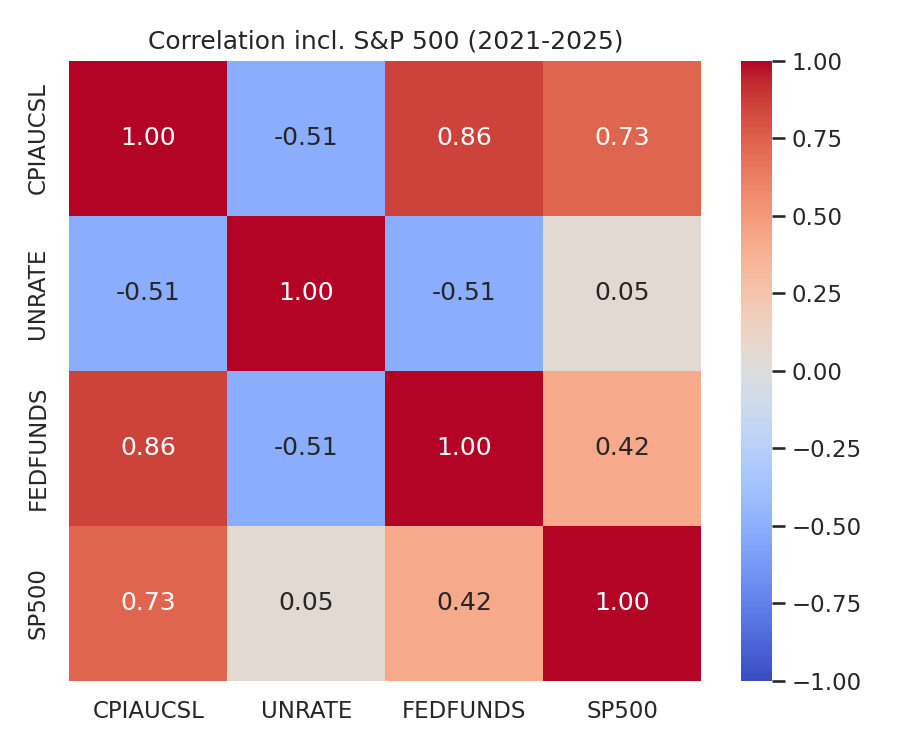 Correlation incl. S&P 500 (2021-2025)
CPIAUCSL 1.00 -0.51 0.86 0.73
UNRATE -0.51 1.00 -0.51 0.05
FEDFUNDS 0.86 -0.51 1.00 0.42
SP500 0.73 0.05 0.42 1.00
CPIAUCSL UNRATE FEDFUNDS SP500
1.00
0.75
0.50
0.25
0.00
−0.25
−0.50
−0.75
−1.00